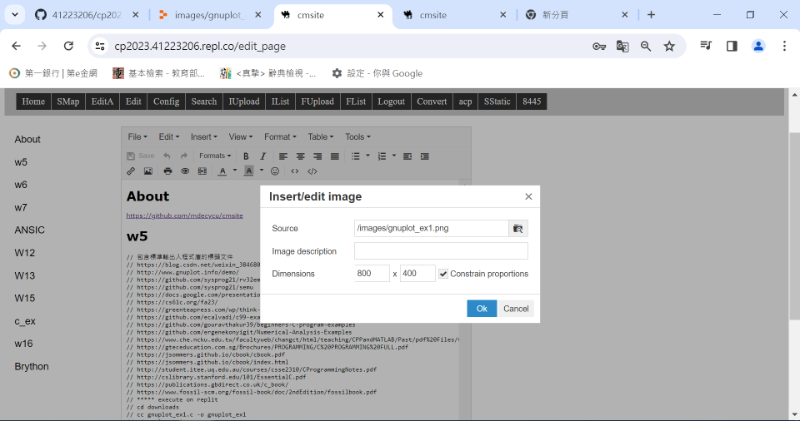 41223206/cp202
images/gnuplot_
cmsite
cmsite
新分頁
cp2023.41223206.repl.co/edit_page
第一銀行 | 第e金網
基本檢索 - 教育部...
<真摯> 辭典檢視 -...
設定 - 你與 Google
Home SMap EditA Edit Config Search IUpload IList FUpload FList Logout Convert acp SStatic 8445
About
w5
w6
w7
ANSIC
W12
W13
W15
c_ex
w16
Brython
File Edit Insert View Format Table Tools
Save Formats B I
A A
About
https://github.com/mdecycu/cmsite
w5
// 包含標準輸出入程式庫的標頭文件
// https://blog.csdn.net/weixin_38468
// http://www.gnuplot.info/demo/
// https://github.com/sysprog21/rv32em
// https://github.com/sysprog21/semu
// https://docs.google.com/presentation
// https://cs61c.org/fa23/
// https://greenteapress.com/wp/think-
// https://github.com/ecalvadi/c99-exa
// https://github.com/gouravthakur39/beginners-C-program-examples
// https://github.com/ergenekonyigit/Numerical-Analysis-Examples
// https://www.che.ncku.edu.tw/facultyweb/changct/html/teaching/CPPandMATLAB/Past/pdf%20Files/
// https://gteceducation.com.sg/Brochures/PROGRAMMING/C%20PROGRAMMING%20FULL.pdf
// https://jsommers.github.io/cbook/cbook.pdf
// https://jsommers.github.io/cbook/index.html
// http://student.itee.uq.edu.au/courses/csse2310/CProgrammingNotes.pdf
// http://cslibrary.stanford.edu/101/EssentialC.pdf
// https://publications.gbdirect.co.uk/c_book/
// https://www.fossil-scm.org/fossil-book/doc/2ndEdition/fossilbook.pdf
// ***** execute on replit
// cd downloads
// cc gnuplot_ex1.c -o gnuplot_ex1
Insert/edit image
Source /images/gnuplot_ex1.png
Image description
Dimensions 800 x 400 Constrain proportions
Ok Cancel